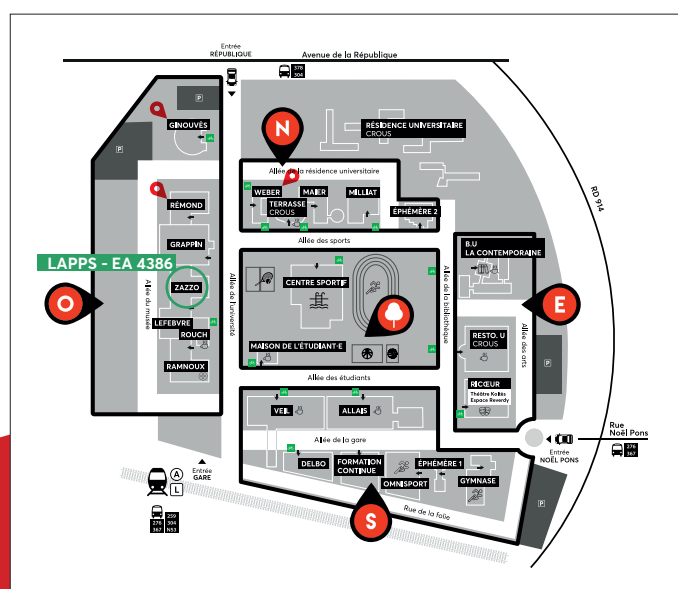 Entrée
RÉPUBLIQUE
Avenue de la République
378
304
P
GINOUVÈS
P
N
RÉSIDENCE UNIVERSITAIRE
CROUS
Allée de la résidence universitaire
WEBER
MAIER
MILLIAT
TERRASSE
CROUS
ÉPHÉMÈRE 2
RÉMOND
GRAPPIN
Allée des sports
RD 914
B.U
LA CONTEMPORAINE
LAPPS - EA 4386
ZAZZO
CENTRE SPORTIF
O
E
Allée du musée
Allée de l'université
Allée de la bibliothèque
Allée des arts
LEFEBVRE
ROUCH
RAMNOUX
MAISON DE L'ÉTUDIANT·E
RESTO. U
CROUS
Allée des étudiants
RICŒUR
Théâtre Koltès
Espace Reverdy
P
VEIL
ALLAIS
Allée de la gare
Rue
Noël Pons
276
367
Entrée
NOËL PONS
DELBO
FORMATION
CONTINUE
ÉPHÉMÈRE 1
OMNISPORT
GYMNASE
Entrée
GARE
A
L
259
276
304
367
N53
S
Rue de la folie
P